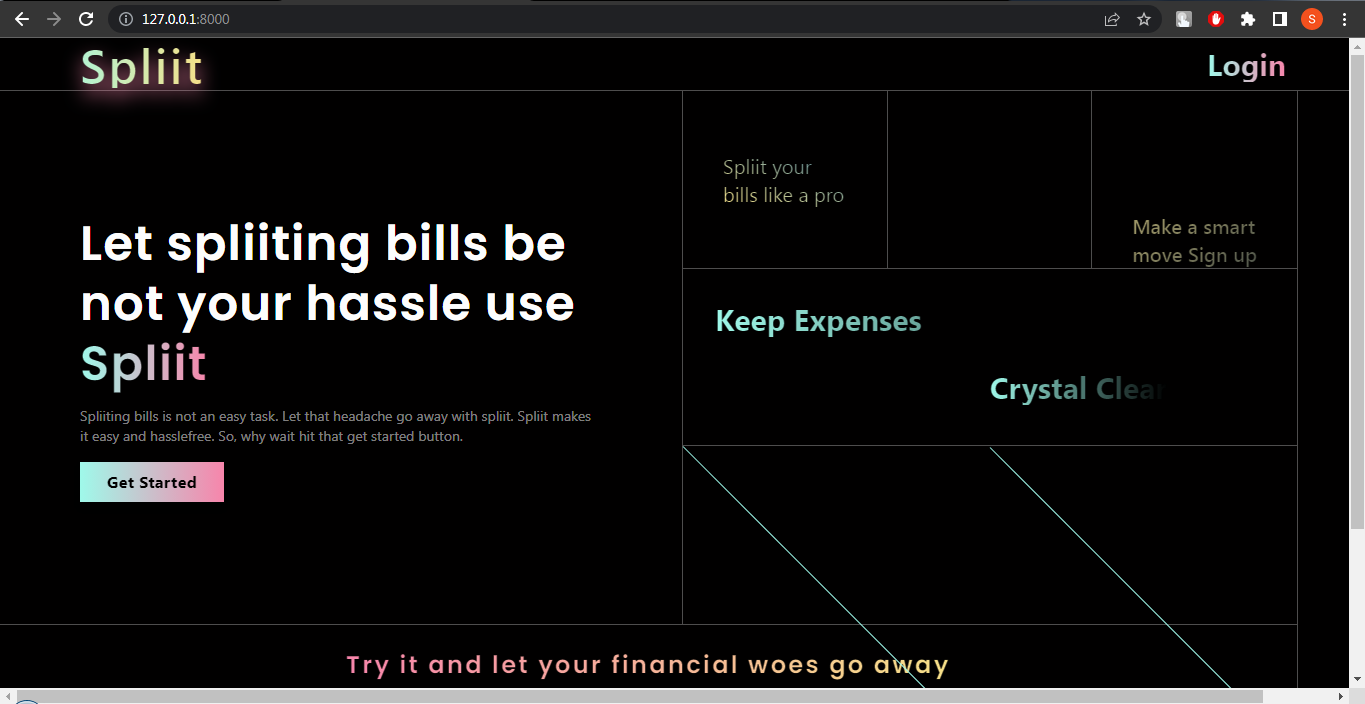 127.0.0.1:8000
S
Spliit
Login
Let spliiting bills be
not your hassle use
Spliit
Spliiting bills is not an easy task. Let that headache go away with spliit. Spliit makes
it easy and hasslefree. So, why wait hit that get started button.
Get Started
Spliit your
bills like a pro
Make a smart
move Sign up
Keep Expenses
Crystal Clear
Try it and let your financial woes go away